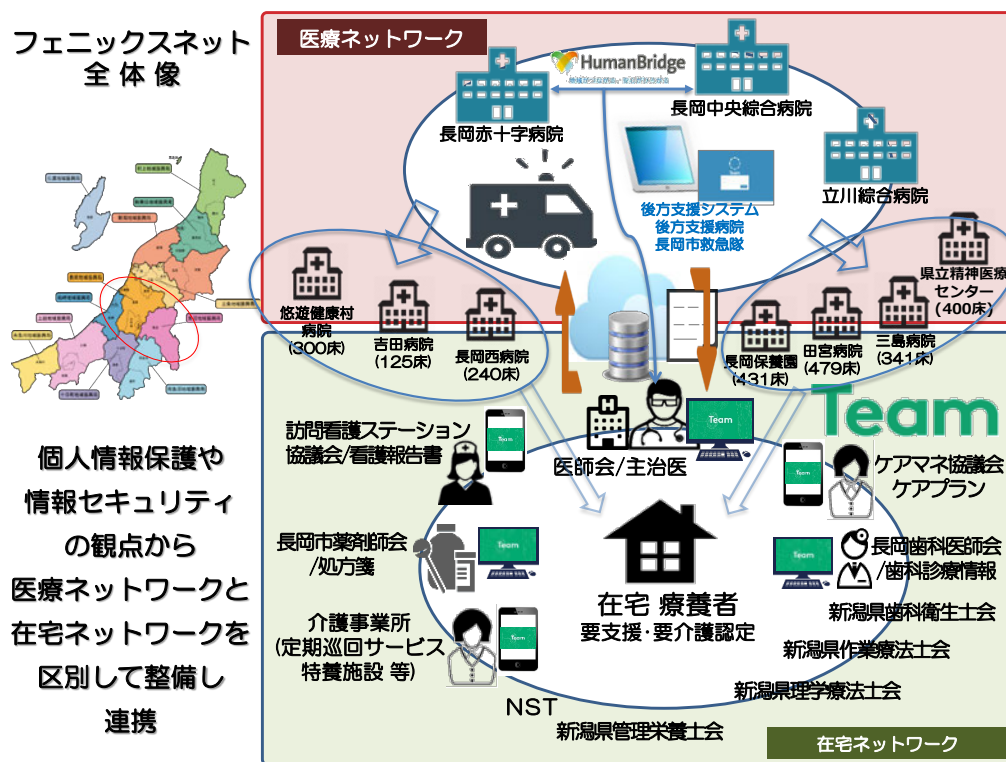 フェニックスネット
全 体 像
個人情報保護や
情報セキュリティ
の観点から
医療ネットワークと
在宅ネットワークを
区別して整備し
連携
医療ネットワーク
HumanBridge
長岡赤十字病院
長岡中央綜合病院
立川綜合病院
Team
後方支援システム
後方支援病院
長岡市救急隊
悠遊健康村
病院
(300床)
吉田病院
(125床)
長岡西病院
(240床)
県立精神医療
センター
(400床)
三島病院
(341床)
田宮病院
(479床)
長岡保養園
(431床)
Team
訪問看護ステーション
協議会/看護報告書
Team
医師会/主治医
Team
Team
ケアマネ協議会
ケアプラン
長岡市薬剤師会
/処方箋
Team
Team
長岡歯科医師会
/歯科診療情報
在宅 療養者
要支援・要介護認定
介護事業所
(定期巡回サービス
特養施設 等)
Team
新潟県歯科衛生士会
新潟県作業療法士会
新潟県理学療法士会
NST
新潟県管理栄養士会
在宅ネットワーク